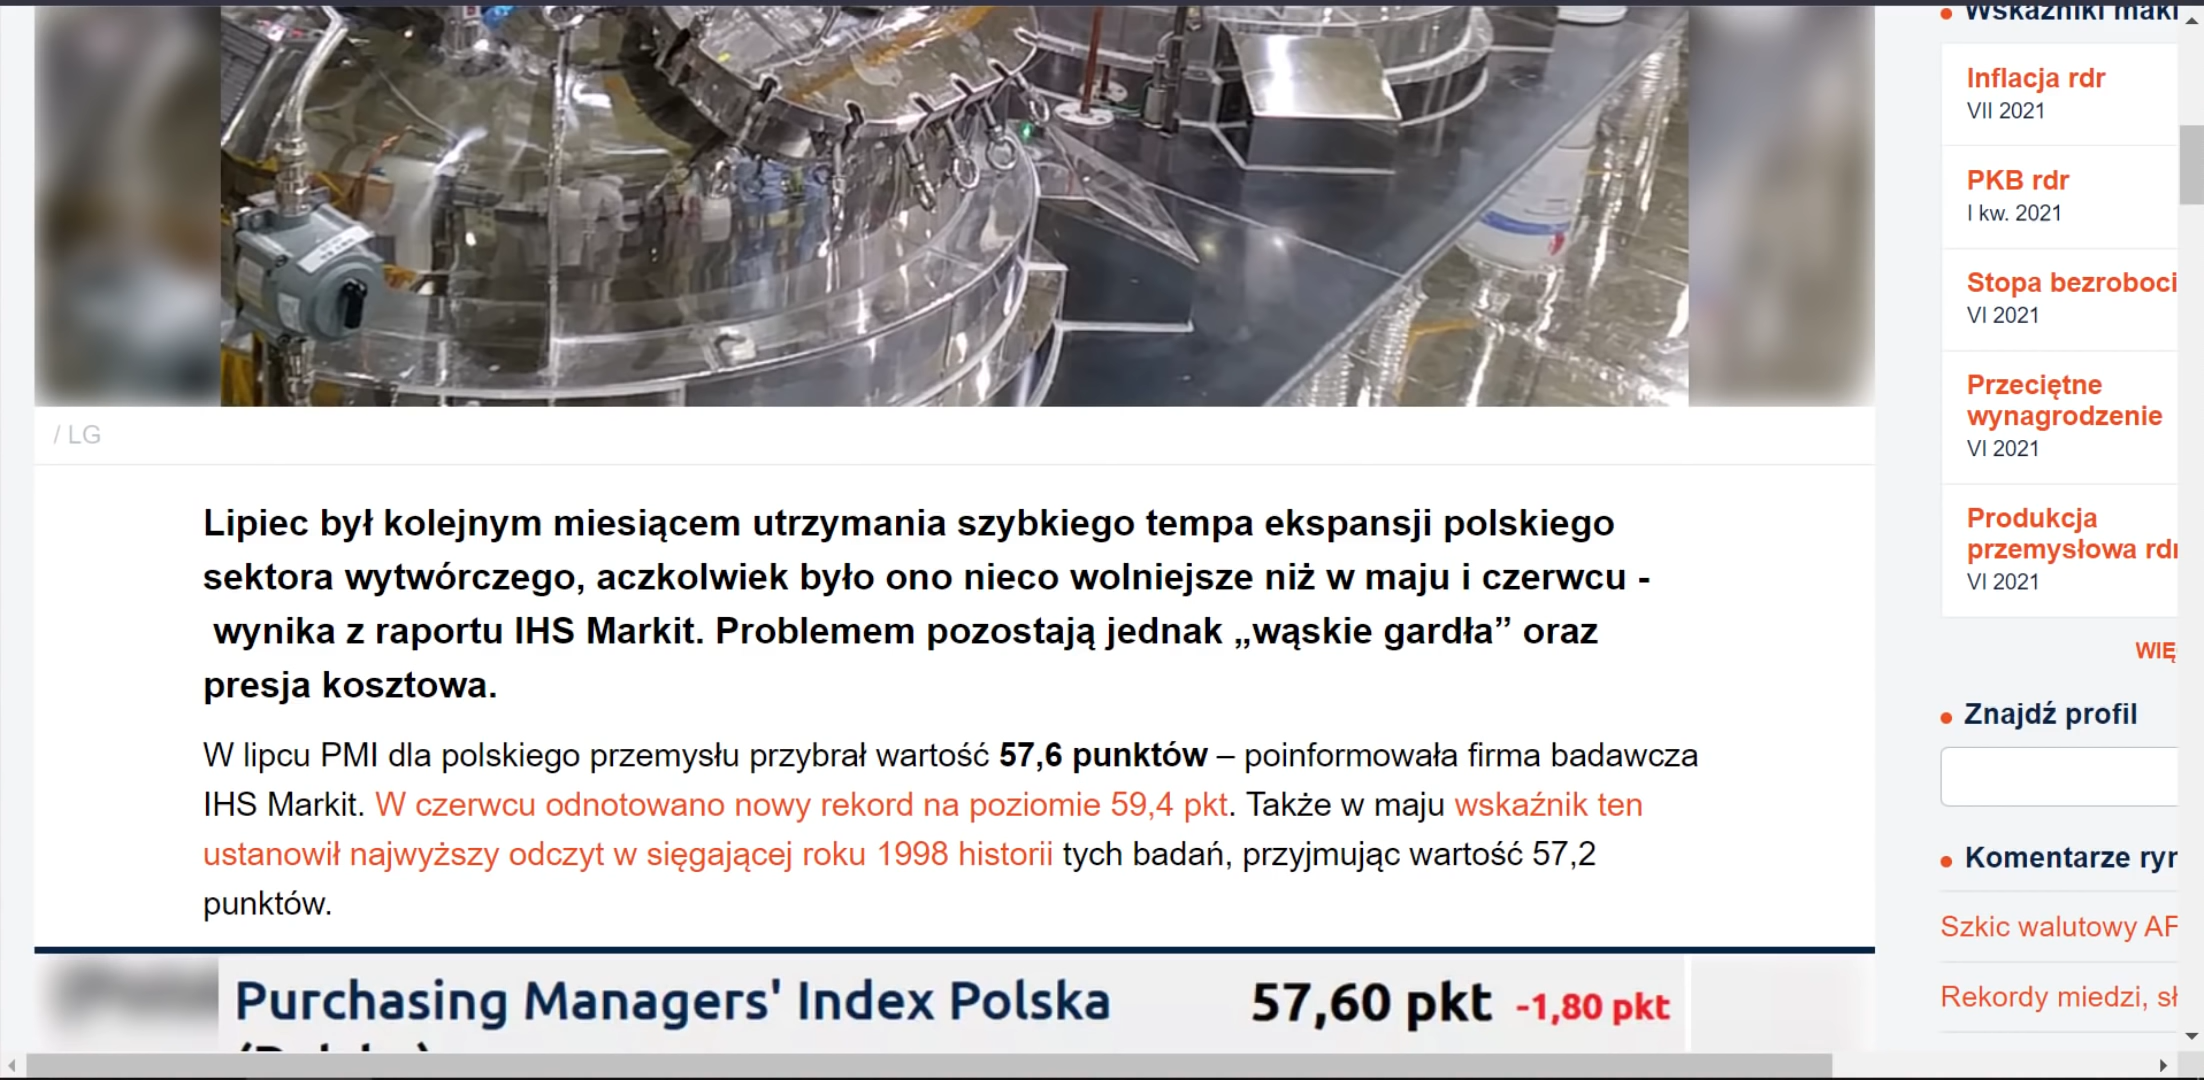 / LG
Lipiec był kolejnym miesiącem utrzymania szybkiego tempa ekspansji polskiego
sektora wytwórczego, aczkolwiek było ono nieco wolniejsze niż w maju i czerwcu -
wynika z raportu IHS Markit. Problemem pozostają jednak „wąskie gardła” oraz
presja kosztowa.
W lipcu PMI dla polskiego przemysłu przybrał wartość 57,6 punktów – poinformowała firma badawcza
IHS Markit. W czerwcu odnotowano nowy rekord na poziomie 59,4 pkt. Także w maju wskaźnik ten
ustanowił najwyższy odczyt w sięgającej roku 1998 historii tych badań, przyjmując wartość 57,2
punktów.
Purchasing Managers' Index Polska 57,60 pkt -1,80 pkt
Wskaźniki mak
Inflacja rdr
VII 2021
PKB rdr
I kw. 2021
Stopa bezroboci
VI 2021
Przeciętne
wynagrodzenie
VI 2021
Produkcja
przemysłowa rdr
VI 2021
WIĘ
Znajdź profil
Komentarze ryn
Szkic walutowy AF
Rekordy miedzi, sł